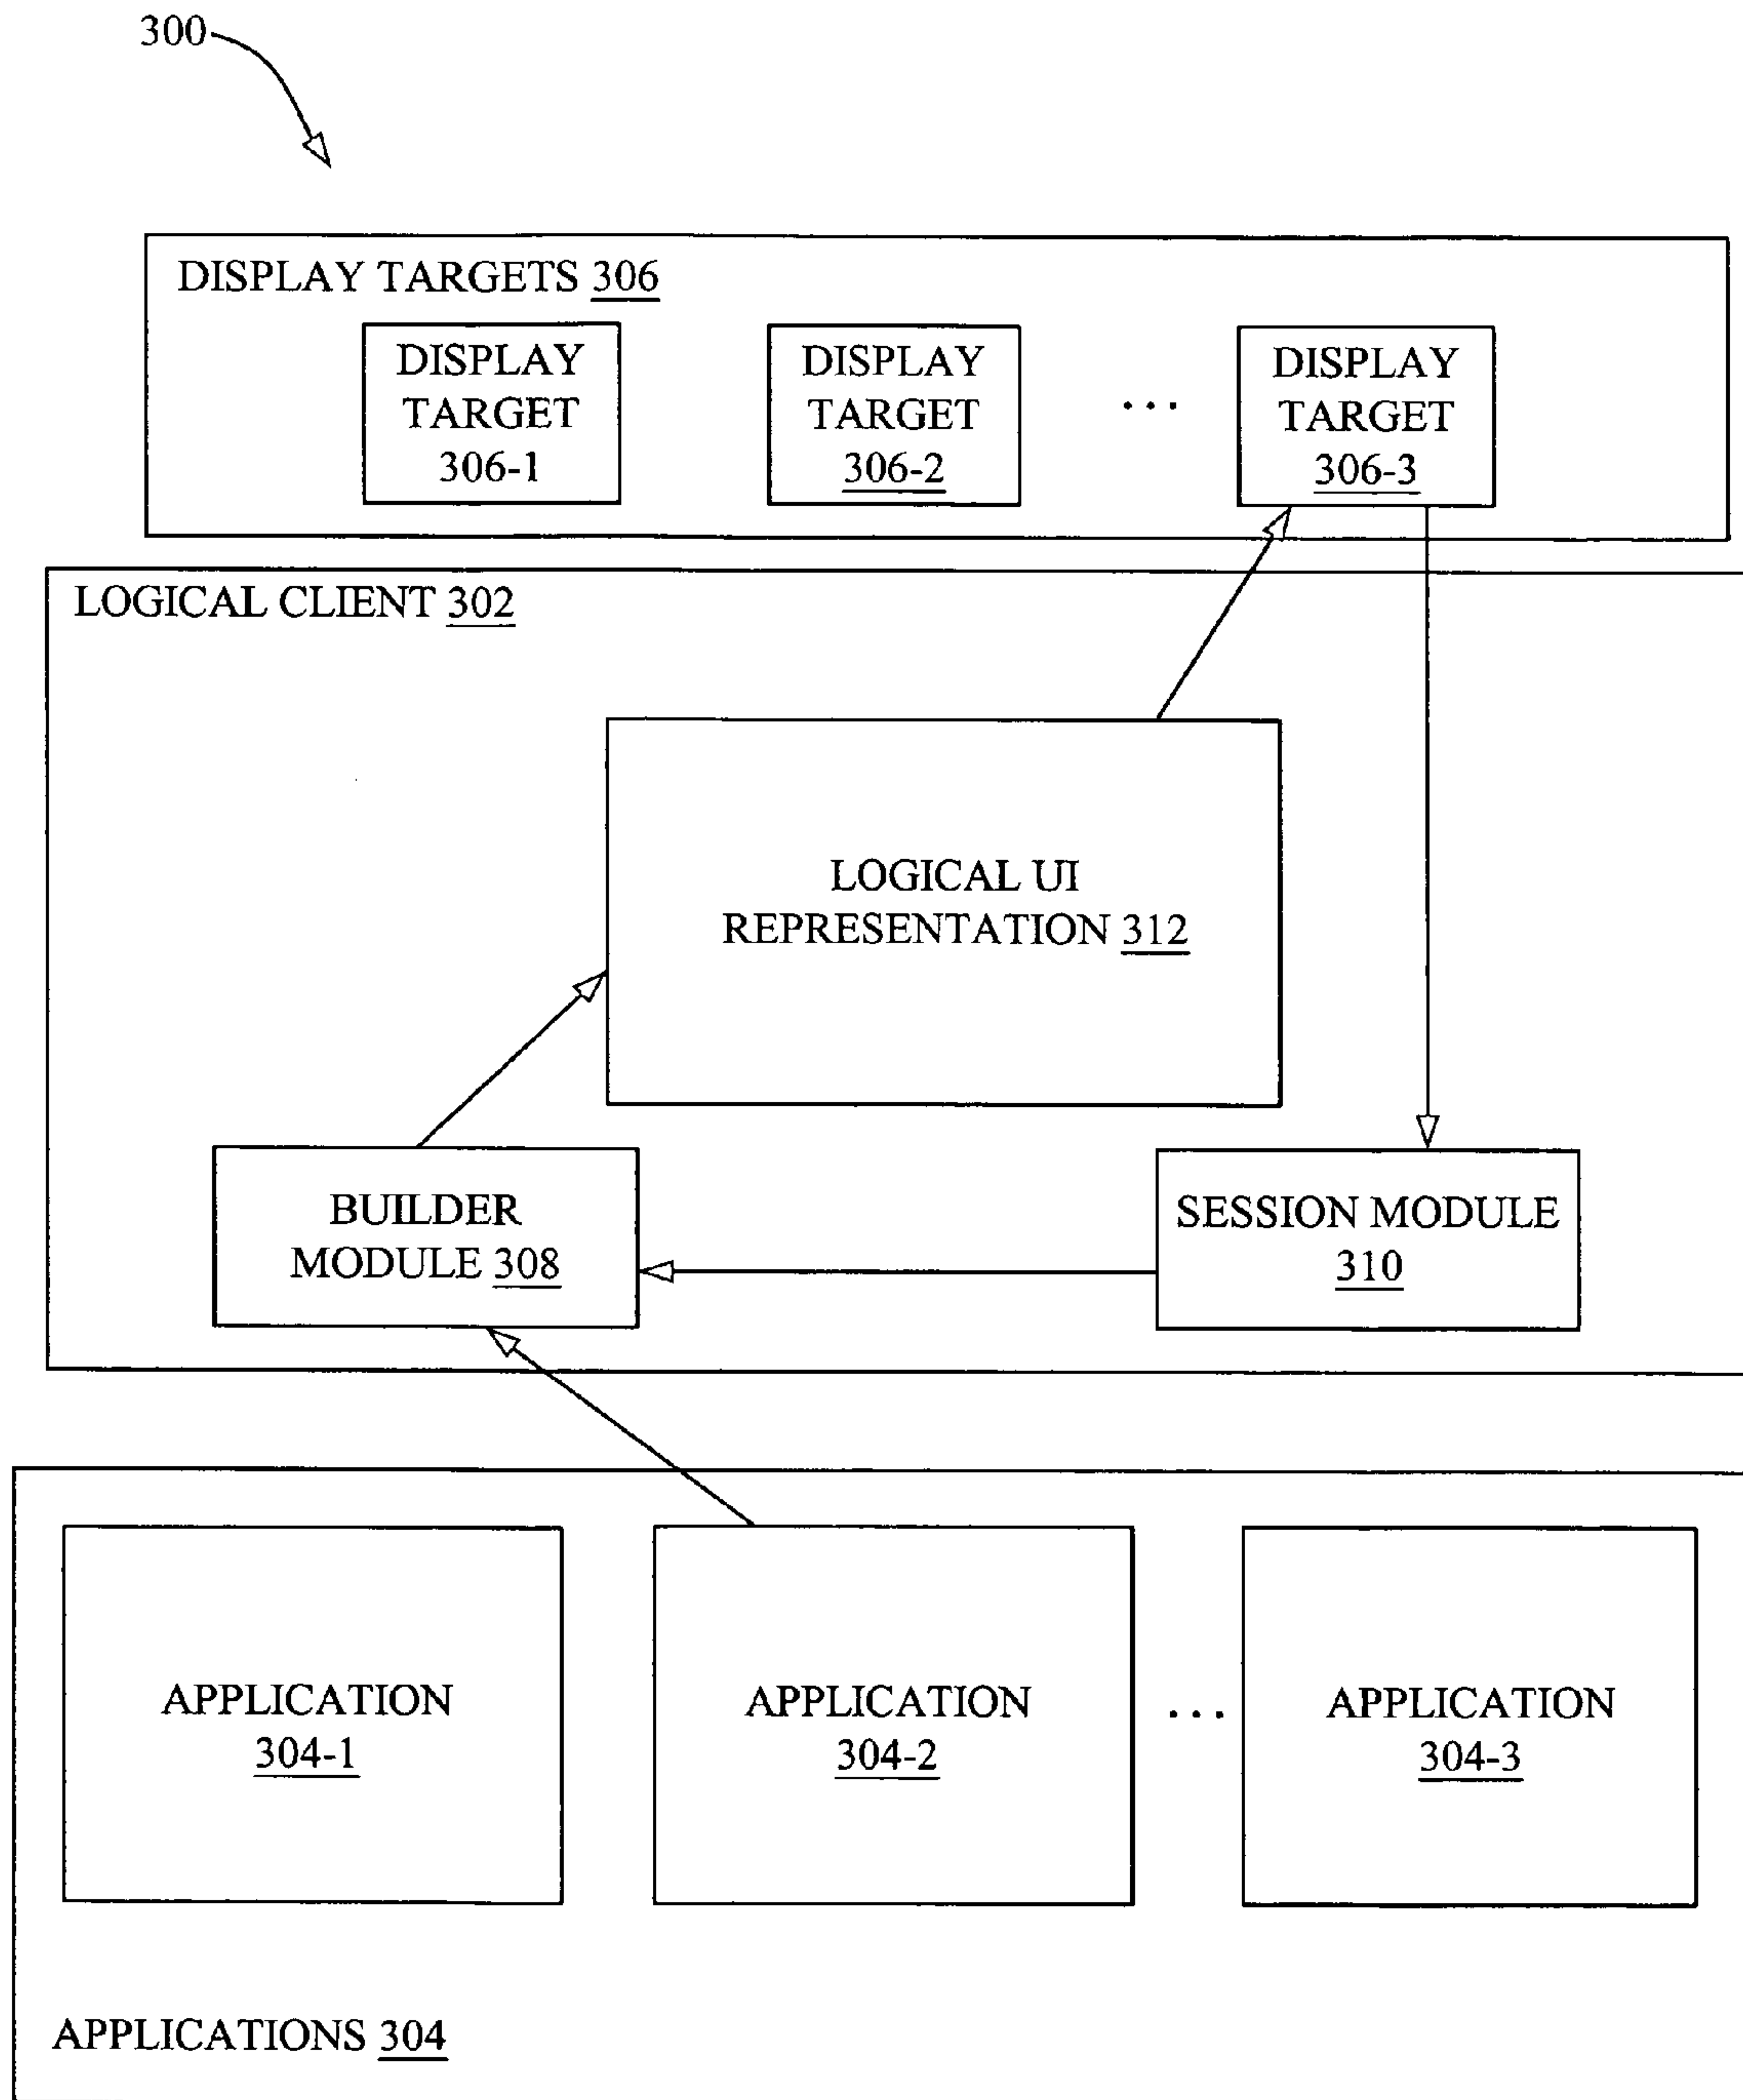 300
DISPLAY TARGETS 306
DISPLAY
TARGET
306-1
DISPLAY
TARGET
306-2
...
DISPLAY
TARGET
306-3
LOGICAL CLIENT 302
LOGICAL UI
REPRESENTATION 312
BUILDER
MODULE 308
SESSION MODULE
310
APPLICATION
304-1
APPLICATION
304-2
...
APPLICATION
304-3
APPLICATIONS 304